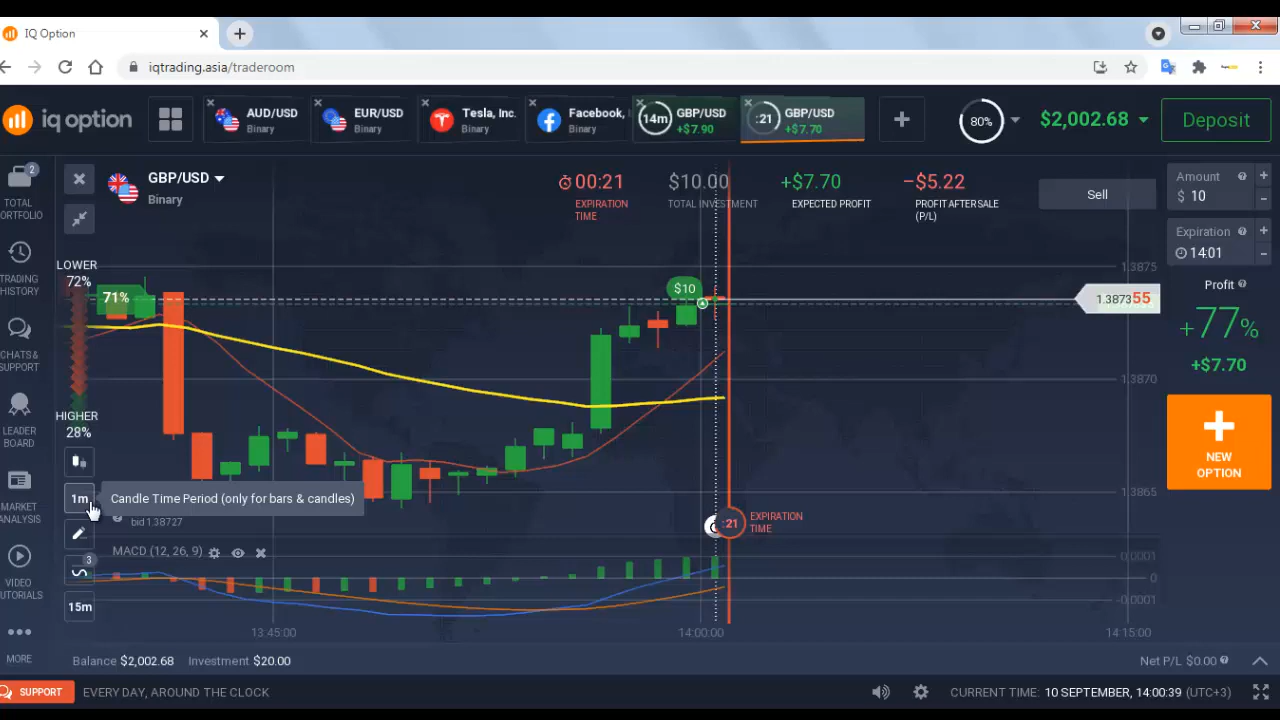 IQ Option
iqtrading.asia/traderoom
iq option
AUD/USD
Binary
EUR/USD
Binary
Tesla, Inc.
Binary
Facebook,
Binary
14m
GBP/USD
+$7.90
:21
GBP/USD
+$7.70
80%
$2,002.68
Deposit
2
TOTAL
PORTFOLIO
TRADING
HISTORY
CHATS &
SUPPORT
LEADER
BOARD
MARKET
ANALYSIS
VIDEO
TUTORIALS
MORE
GBP/USD
Binary
00:21
EXPIRATION
TIME
$10.00
TOTAL INVESTMENT
+$7.70
EXPECTED PROFIT
−$5.22
PROFIT AFTER SALE
(P/L)
Sell
LOWER
72%
71%
$10
HIGHER
28%
1m
Candle Time Period (only for bars & candles)
bid 1.38727
MACD (12, 26, 9)
3
15m
:21
EXPIRATION
TIME
1.3875
1.387355
1.3870
1.3865
0.0001
0
-0.0001
13:45:00
14:00:00
14:15:00
Amount
$ 10
Expiration
14:01
Profit
+77%
+$7.70
NEW
OPTION
Balance $2,002.68 Investment $20.00
Net P/L $0.00
SUPPORT
EVERY DAY, AROUND THE CLOCK
CURRENT TIME: 10 SEPTEMBER, 14:00:39 (UTC+3)